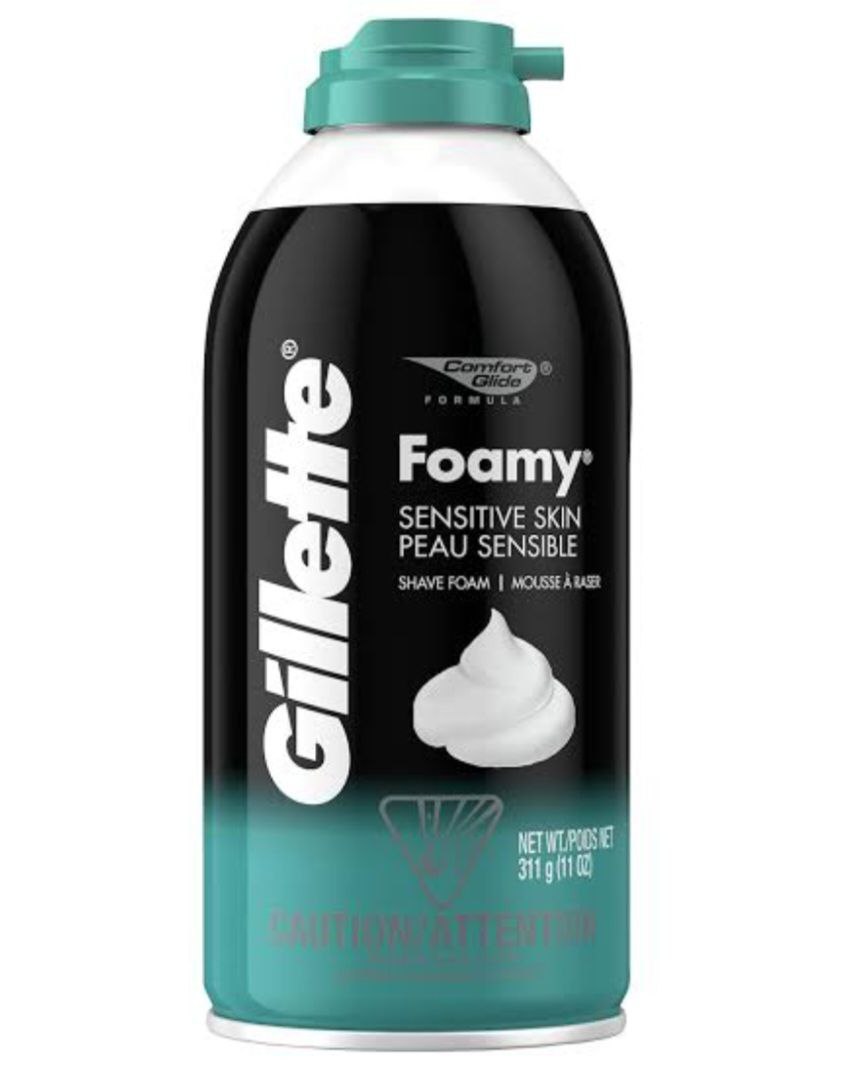 Gillette®
Comfort
Glide®
FORMULA
Foamy®
SENSITIVE SKIN
PEAU SENSIBLE
SHAVE FOAM | MOUSSE À RASER
NET WT./POIDS NET
311 g (11 OZ)
CAUTION/ATTENTION